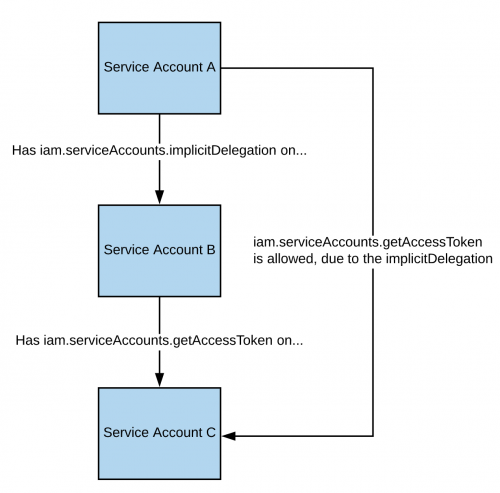 Service Account A
Has iam.serviceAccounts.implicitDelegation on...
Service Account B
iam.serviceAccounts.getAccessToken
is allowed, due to the implicitDelegation
Has iam.serviceAccounts.getAccessToken on...
Service Account C